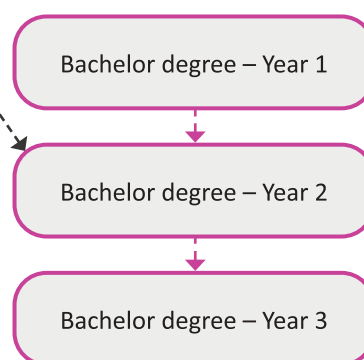 Bachelor degree – Year 1
Bachelor degree – Year 2
Bachelor degree – Year 3